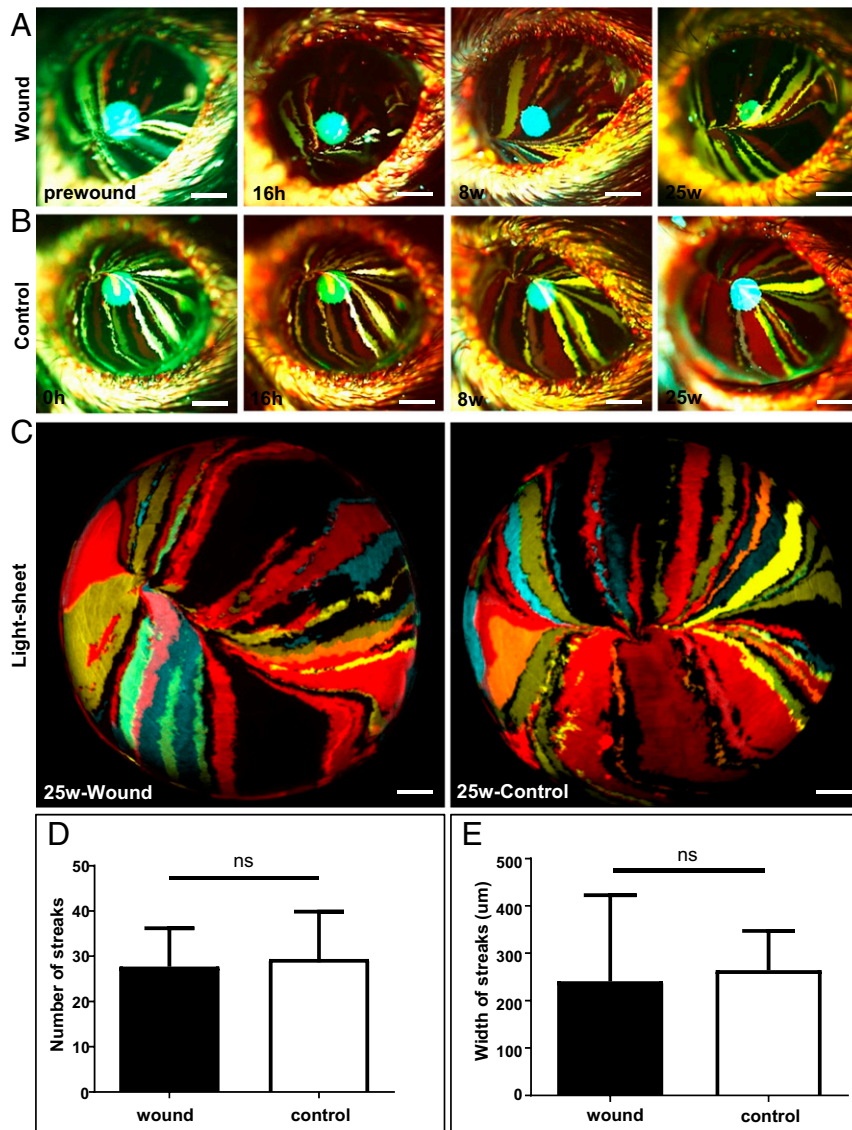 A
Wound
prewound
16h
8w
25w
B
Control
0h
16h
8w
25w
C
Light-sheet
25w-Wound
25w-Control
D
Number of streaks
50
40
30
20
10
0
ns
wound
control
E
Width of streaks (um)
500
400
300
200
100
0
ns
wound
control